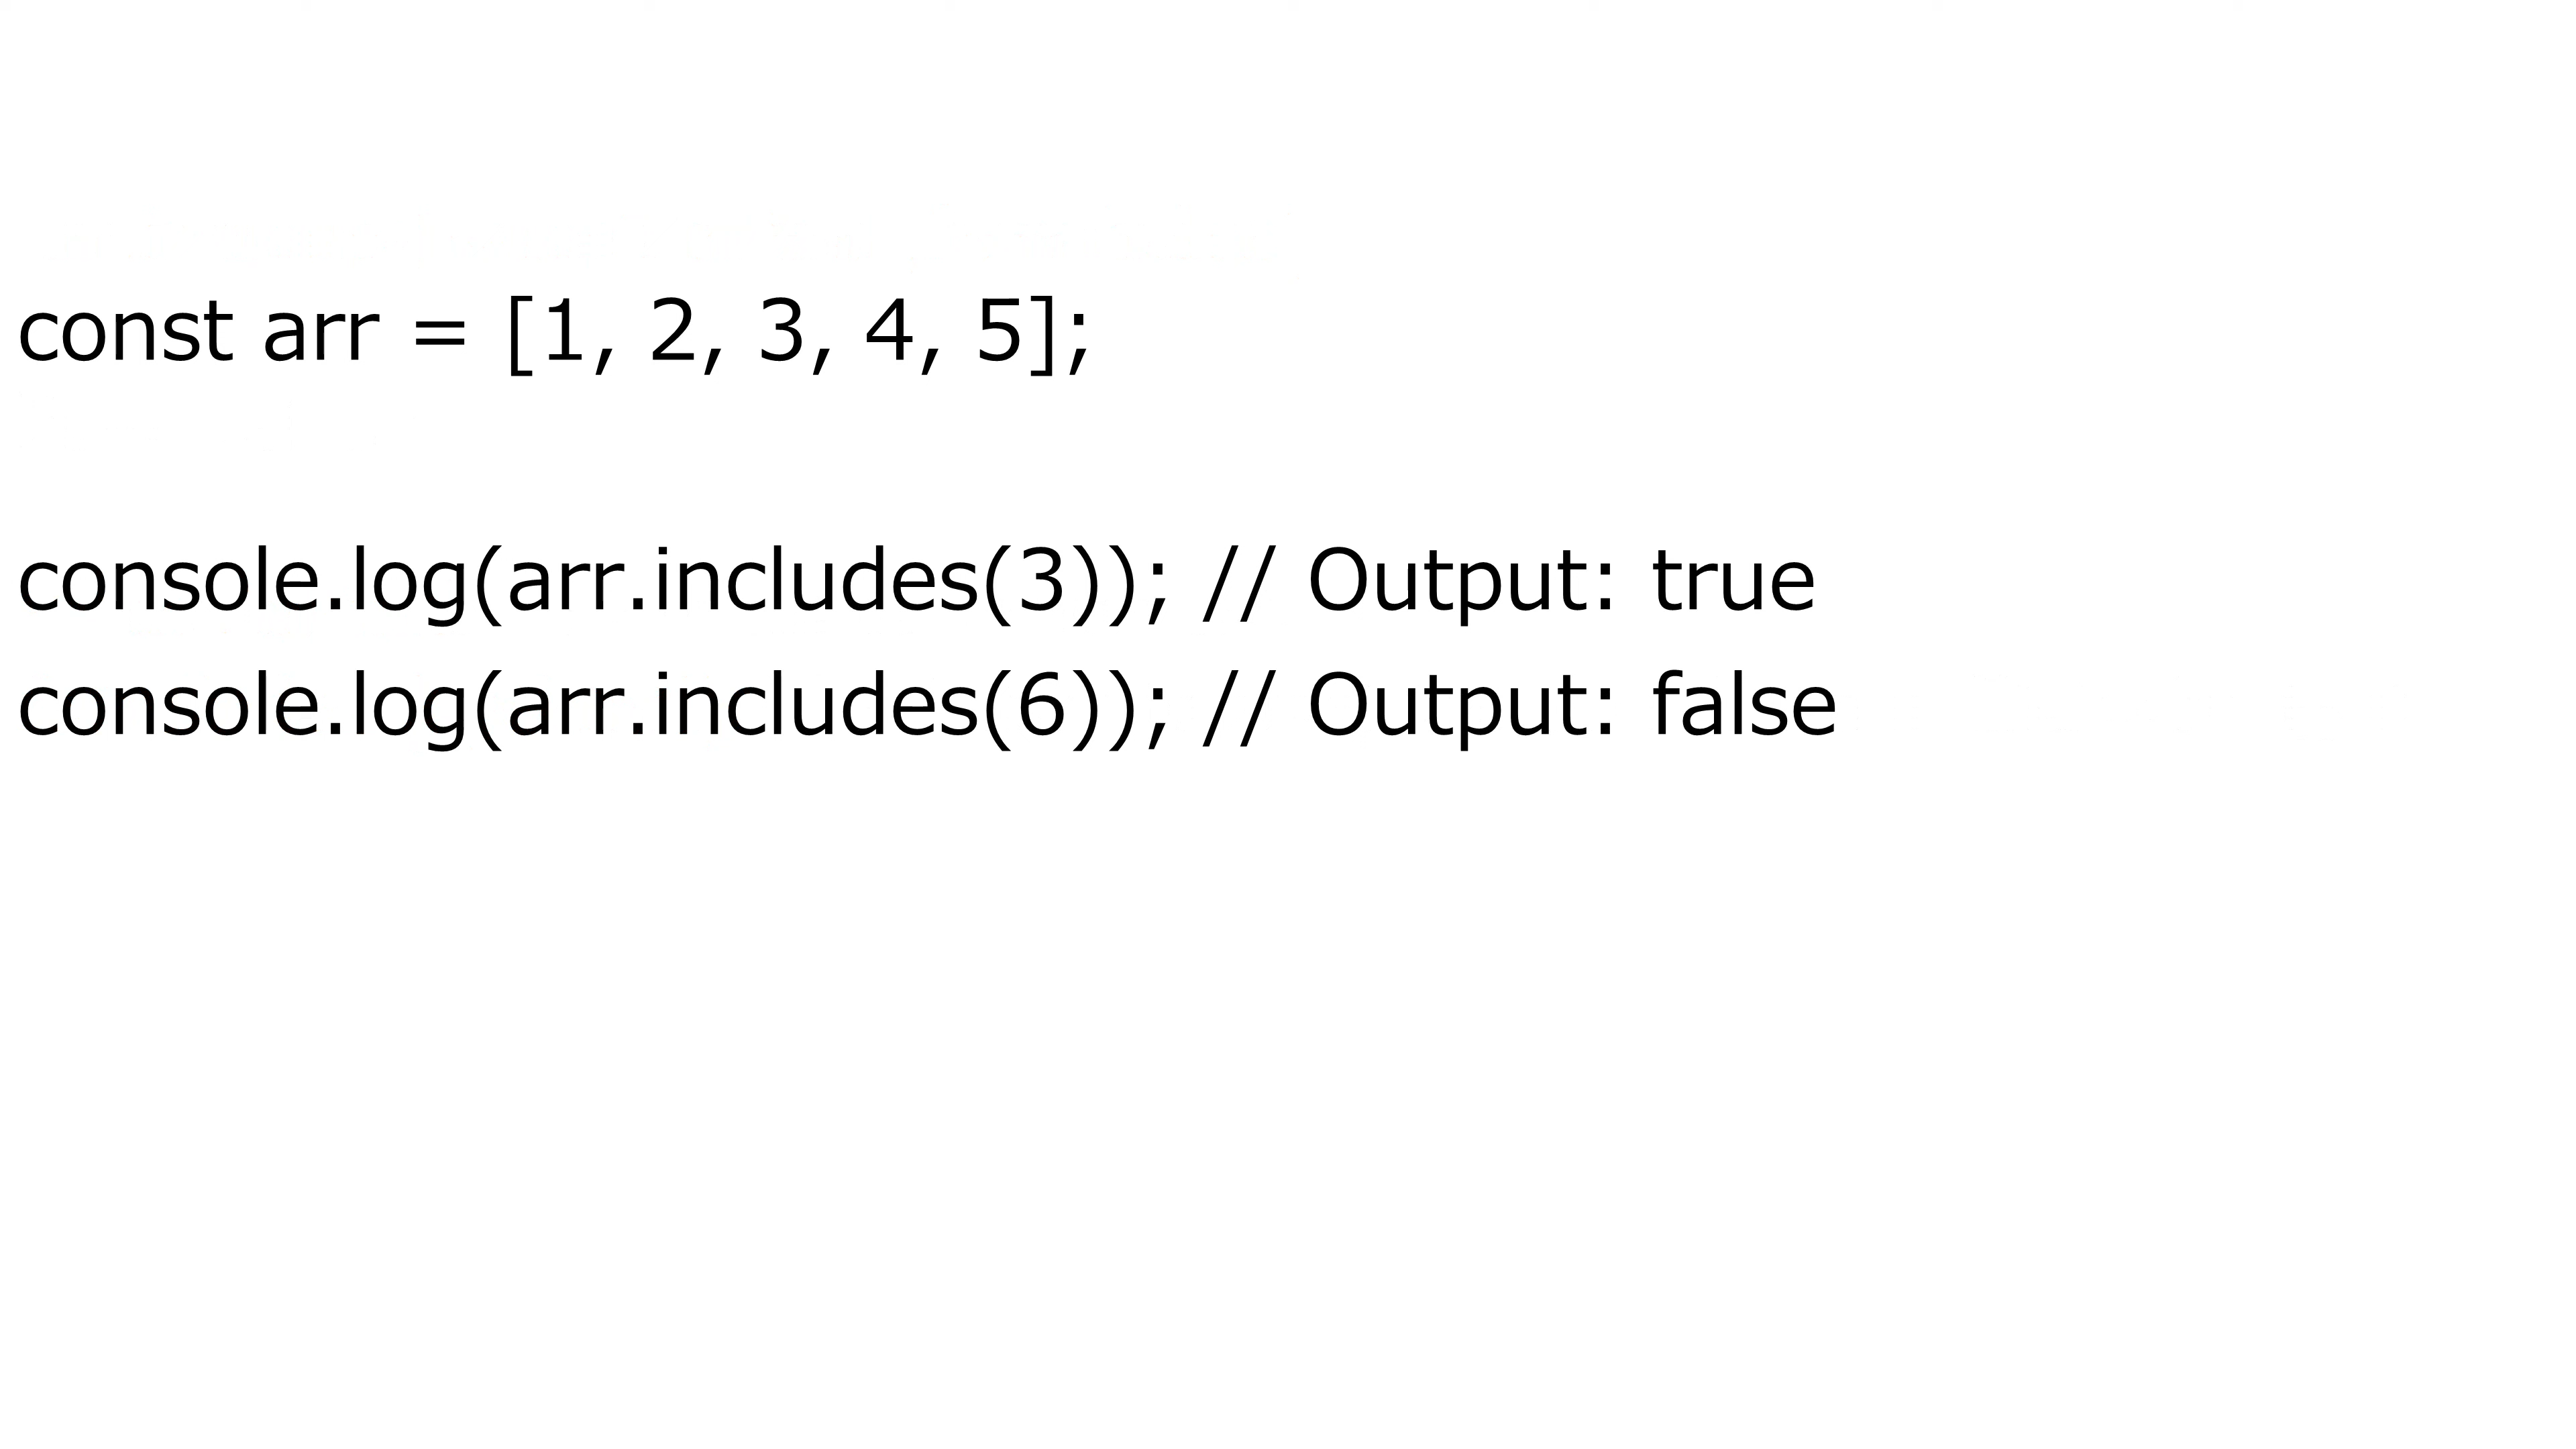 const arr = [1, 2, 3, 4, 5];
console.log(arr.includes(3)); // Output: true
console.log(arr.includes(6)); // Output: false